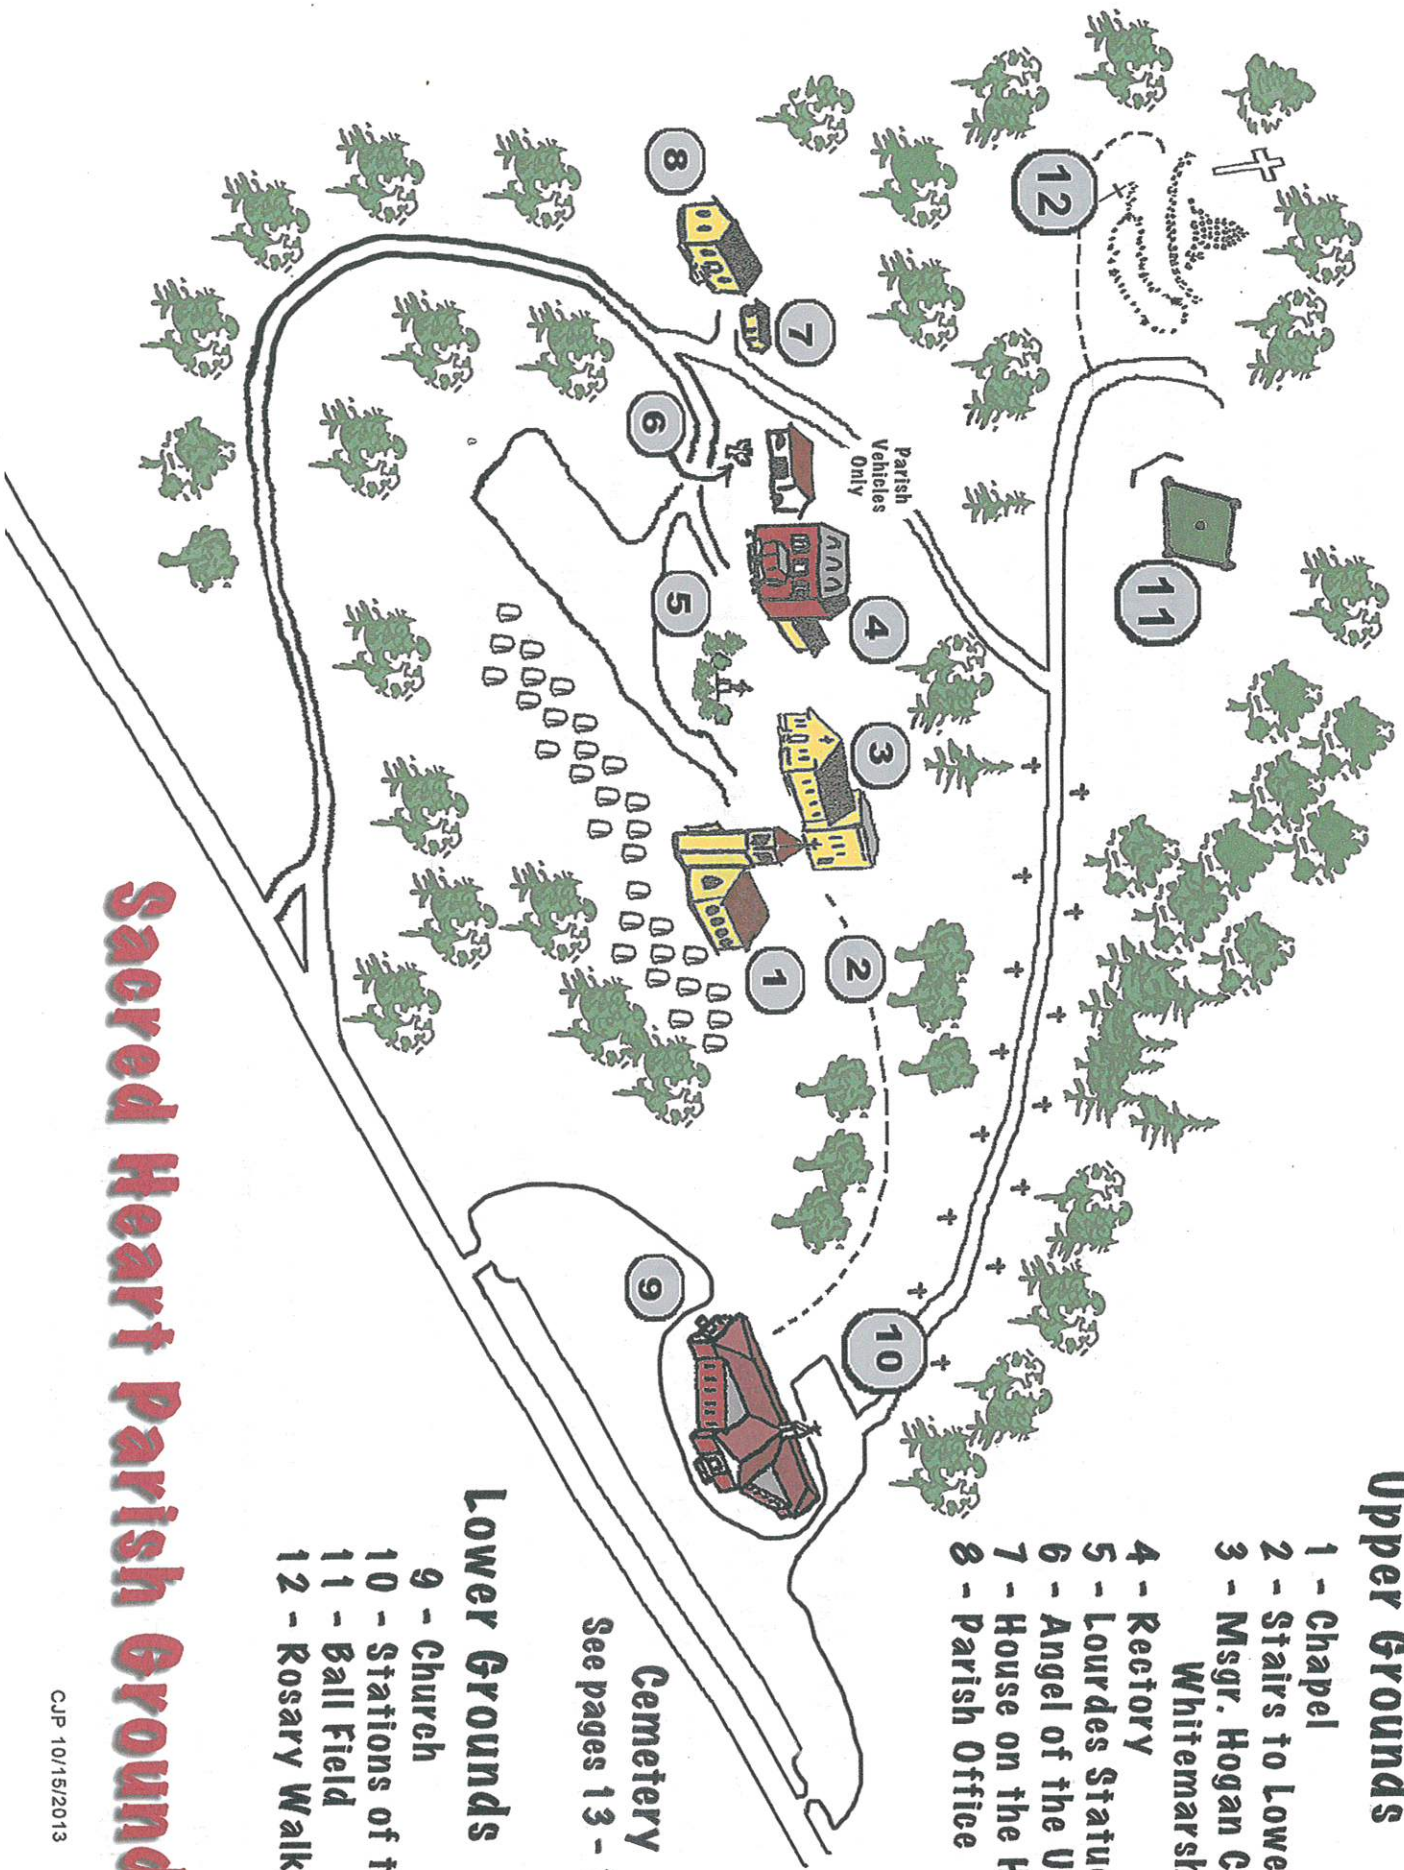 Upper Grounds
1 - Chapel
2 - Stairs to Lowe
3 - Msgr. Hogan C
Whitemarsh
4 - Rectory
5 - Lourdes Statu
6 - Angel of the U
7 - House on the H
8 - Parish Office
Cemetery
See pages 13 -
Lower Grounds
9 - Church
10 - Stations of t
11 - Ball Field
12 - Rosary Walk
Parish
Vehicles
Only
12
11
8
7
6
5
4
3
2
1
10
9
Sacred Heart Parish Ground
CJP 10/15/2013